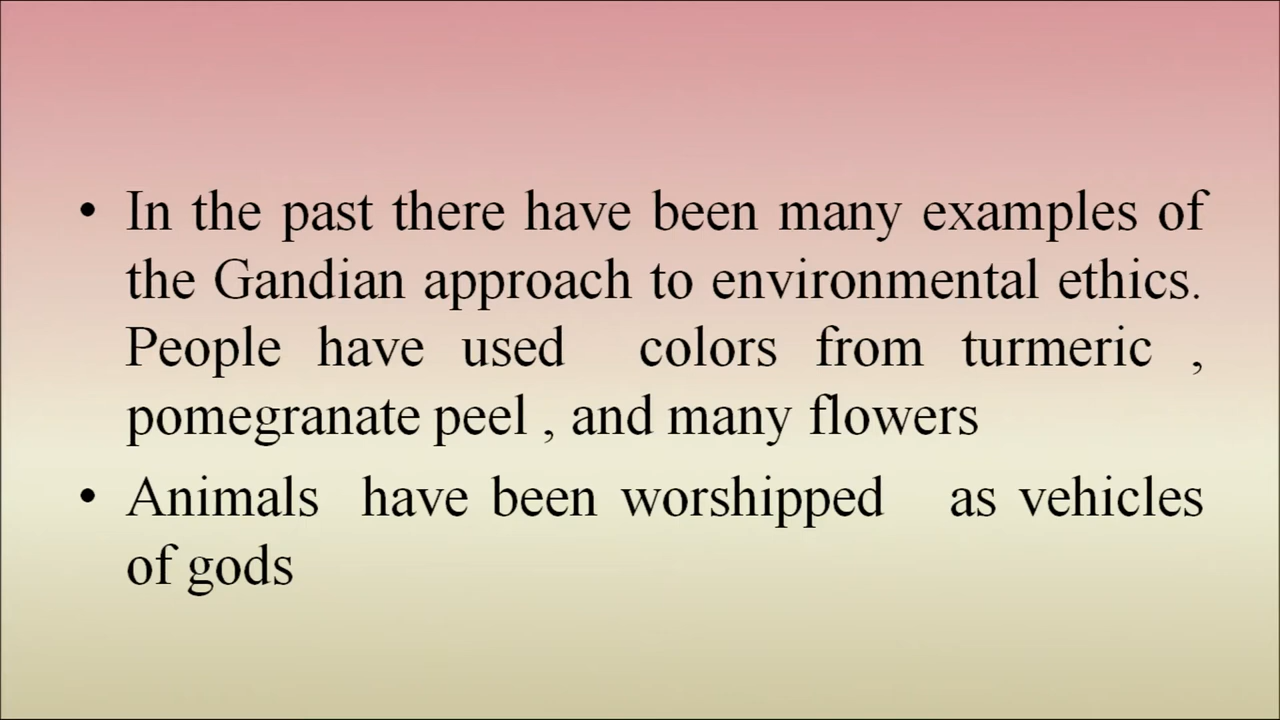 • In the past there have been many examples of
the Gandian approach to environmental ethics.
People have used colors from turmeric ,
pomegranate peel , and many flowers
• Animals have been worshipped as vehicles
of gods